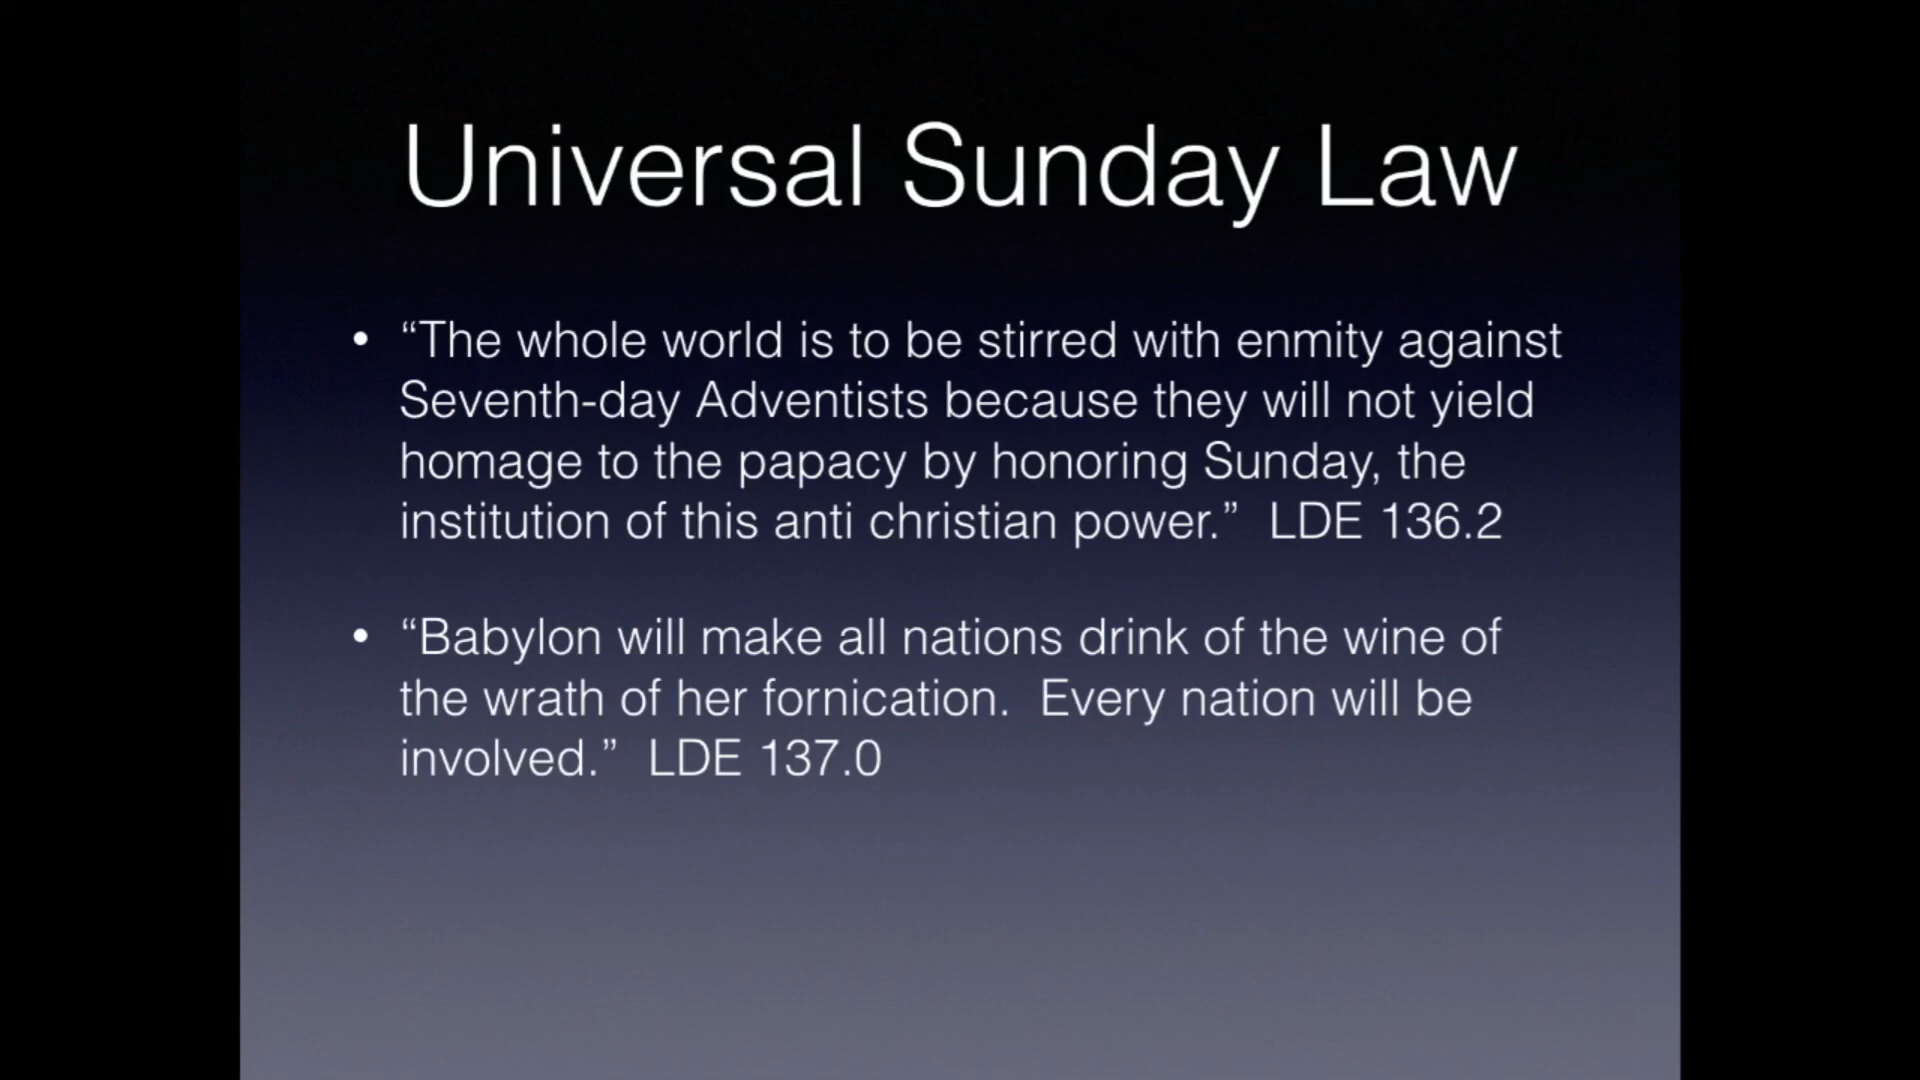 Universal Sunday Law
• “The whole world is to be stirred with enmity against
Seventh-day Adventists because they will not yield
homage to the papacy by honoring Sunday, the
institution of this anti christian power.”  LDE 136.2
• “Babylon will make all nations drink of the wine of
the wrath of her fornication.  Every nation will be
involved.”  LDE 137.0